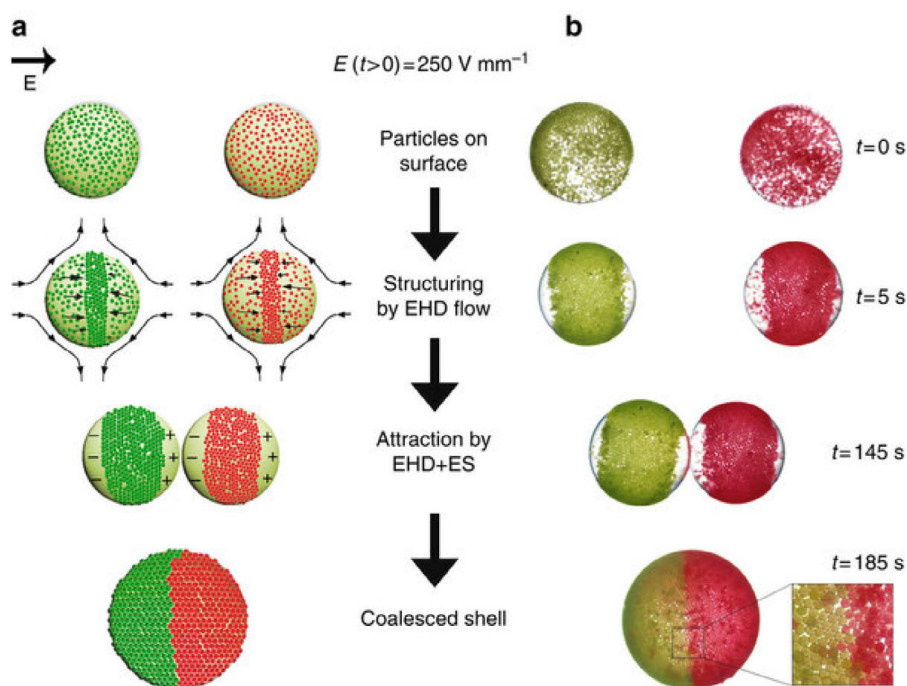 a
b
E
E (t>0)=250 V mm⁻¹
Particles on
surface
t=0 s
Structuring
by EHD flow
t=5 s
− + − +
− + − +
− + − +
Attraction by
EHD+ES
t=145 s
t=185 s
Coalesced shell